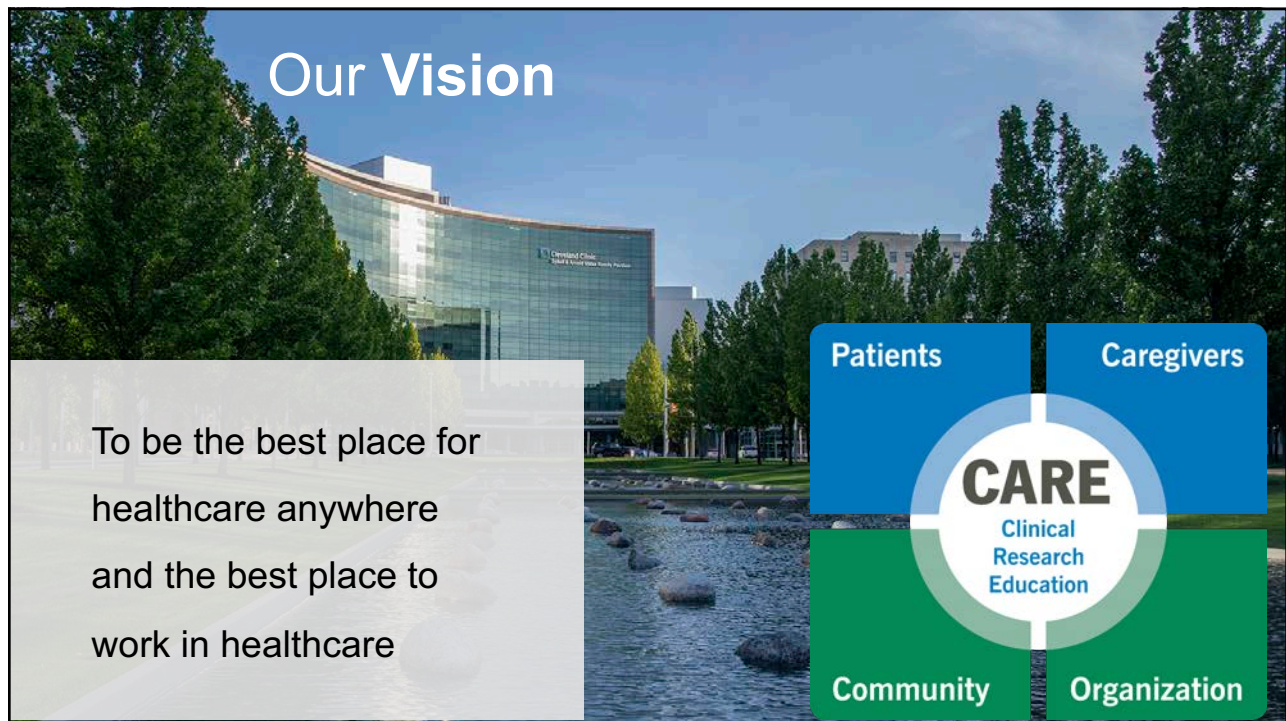 Our Vision
Cleveland Clinic
To be the best place for
healthcare anywhere
and the best place to
work in healthcare
Patients
Caregivers
CARE
Clinical
Research
Education
Community
Organization